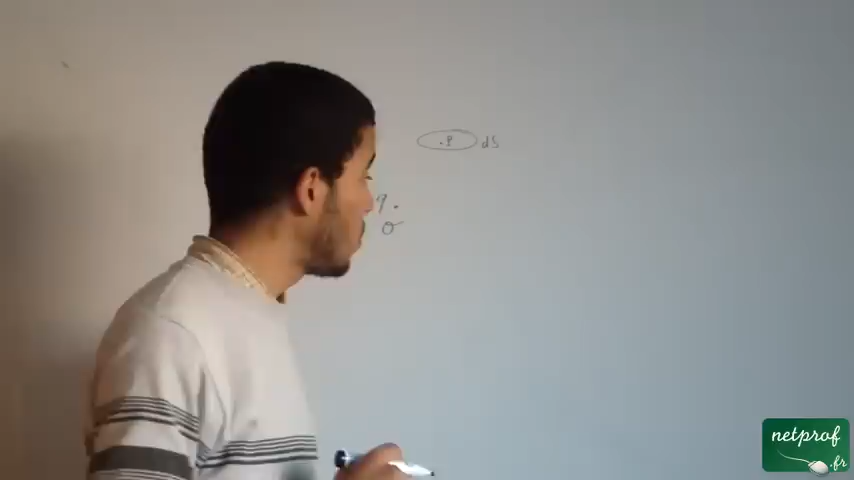 .P dS
q.
σ
netprof
.fr